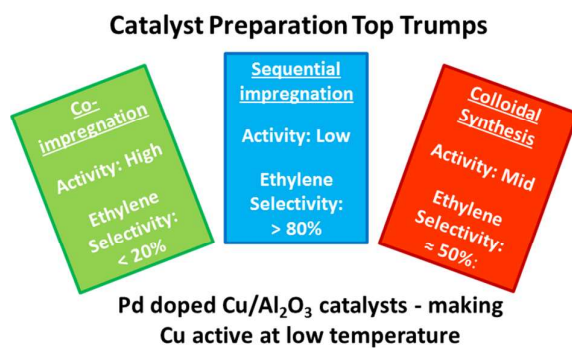 Catalyst Preparation Top Trumps
Co-
impregnation
Activity: High
Ethylene
Selectivity:
< 20%
Sequential
impregnation
Activity: Low
Ethylene
Selectivity:
> 80%
Colloidal
Synthesis
Activity: Mid
Ethylene
Selectivity:
≈ 50%:
Pd doped Cu/Al₂O₃ catalysts - making
Cu active at low temperature